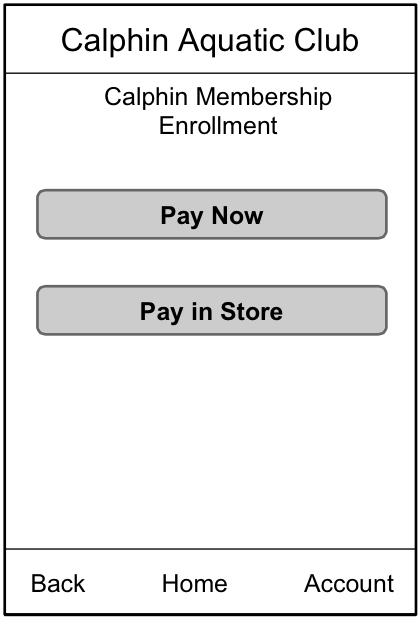 Calphin Aquatic Club
Calphin Membership
Enrollment
Pay Now
Pay in Store
Back Home Account